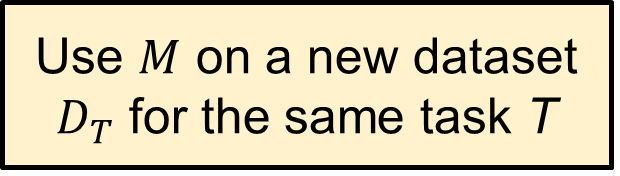 Use M on a new dataset
D_T for the same task T